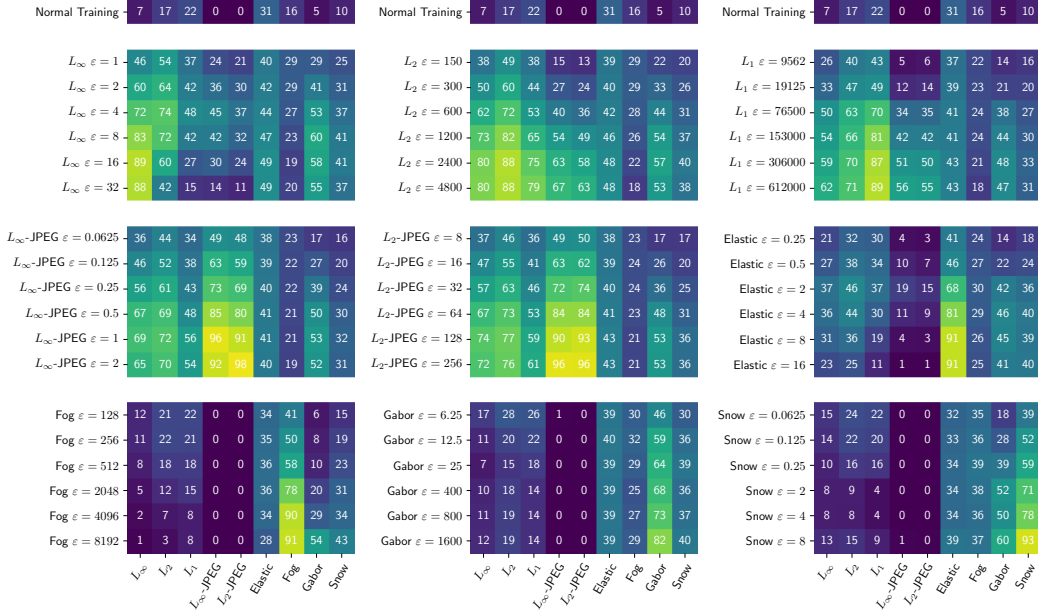 Normal Training 7 17 22 0 0 31 16 5 10
Normal Training 7 17 22 0 0 31 16 5 10
Normal Training 7 17 22 0 0 31 16 5 10
L∞ ε = 1 46 54 37 24 21 40 29 29 25
L∞ ε = 2 60 64 42 36 30 42 29 41 31
L∞ ε = 4 72 74 48 45 37 44 27 53 37
L∞ ε = 8 83 72 42 42 32 47 23 60 41
L∞ ε = 16 89 60 27 30 24 49 19 58 41
L∞ ε = 32 88 42 15 14 11 49 20 55 37
L2 ε = 150 38 49 38 15 13 39 29 22 20
L2 ε = 300 50 60 44 27 24 40 29 33 26
L2 ε = 600 62 72 53 40 36 42 28 44 31
L2 ε = 1200 73 82 65 54 49 46 26 54 37
L2 ε = 2400 80 88 75 63 58 48 22 57 40
L2 ε = 4800 80 88 79 67 63 48 18 53 38
L1 ε = 9562 26 40 43 5 6 37 22 14 16
L1 ε = 19125 33 47 49 12 14 39 23 21 20
L1 ε = 76500 50 63 70 34 35 41 24 38 27
L1 ε = 153000 54 66 81 42 42 41 24 44 30
L1 ε = 306000 59 70 87 51 50 43 21 48 33
L1 ε = 612000 62 71 89 56 55 43 18 47 31
L∞-JPEG ε = 0.0625 36 44 34 49 48 38 23 17 16
L∞-JPEG ε = 0.125 46 52 38 63 59 39 22 27 20
L∞-JPEG ε = 0.25 56 61 43 73 69 40 22 39 24
L∞-JPEG ε = 0.5 67 69 48 85 80 41 21 50 30
L∞-JPEG ε = 1 69 72 56 96 91 41 21 53 32
L∞-JPEG ε = 2 65 70 54 92 98 40 19 52 31
L2-JPEG ε = 8 37 46 36 49 50 38 23 17 17
L2-JPEG ε = 16 47 55 41 63 62 39 24 26 20
L2-JPEG ε = 32 57 63 45 72 74 40 24 36 25
L2-JPEG ε = 64 67 73 53 84 84 41 23 48 31
L2-JPEG ε = 128 74 77 59 90 93 43 21 53 36
L2-JPEG ε = 256 72 76 61 96 96 43 21 53 36
Elastic ε = 0.25 21 32 30 4 3 41 24 14 18
Elastic ε = 0.5 27 38 34 10 7 46 27 22 24
Elastic ε = 2 37 46 37 19 15 68 30 42 36
Elastic ε = 4 36 44 30 11 9 81 29 46 40
Elastic ε = 8 31 36 19 4 3 91 26 45 39
Elastic ε = 16 23 25 11 1 1 91 25 41 40
Fog ε = 128 12 21 22 0 0 34 41 6 15
Fog ε = 256 11 22 21 0 0 35 50 8 19
Fog ε = 512 8 18 18 0 0 36 58 10 23
Fog ε = 2048 5 12 15 0 0 36 78 20 31
Fog ε = 4096 2 7 8 0 0 34 90 29 34
Fog ε = 8192 1 3 8 0 0 28 91 54 43
L∞ L2 L1 L∞-JPEG L2-JPEG Elastic Fog Gabor Snow
Gabor ε = 6.25 17 28 26 1 0 39 30 46 30
Gabor ε = 12.5 11 20 22 0 0 40 32 59 36
Gabor ε = 25 7 15 18 0 0 39 29 64 39
Gabor ε = 400 10 18 14 0 0 39 25 68 36
Gabor ε = 800 11 19 14 0 0 39 27 73 37
Gabor ε = 1600 12 19 14 0 0 39 27 82 40
L∞ L2 L1 L∞-JPEG L2-JPEG Elastic Fog Gabor Snow
Snow ε = 0.0625 15 24 22 0 0 32 35 18 39
Snow ε = 0.125 14 22 20 0 0 33 36 28 52
Snow ε = 0.25 10 16 16 0 0 34 39 39 59
Snow ε = 2 8 9 4 0 0 34 38 52 71
Snow ε = 4 8 8 4 0 0 34 36 50 78
Snow ε = 8 13 15 9 1 0 39 37 60 93
L∞ L2 L1 L∞-JPEG L2-JPEG Elastic Fog Gabor Snow